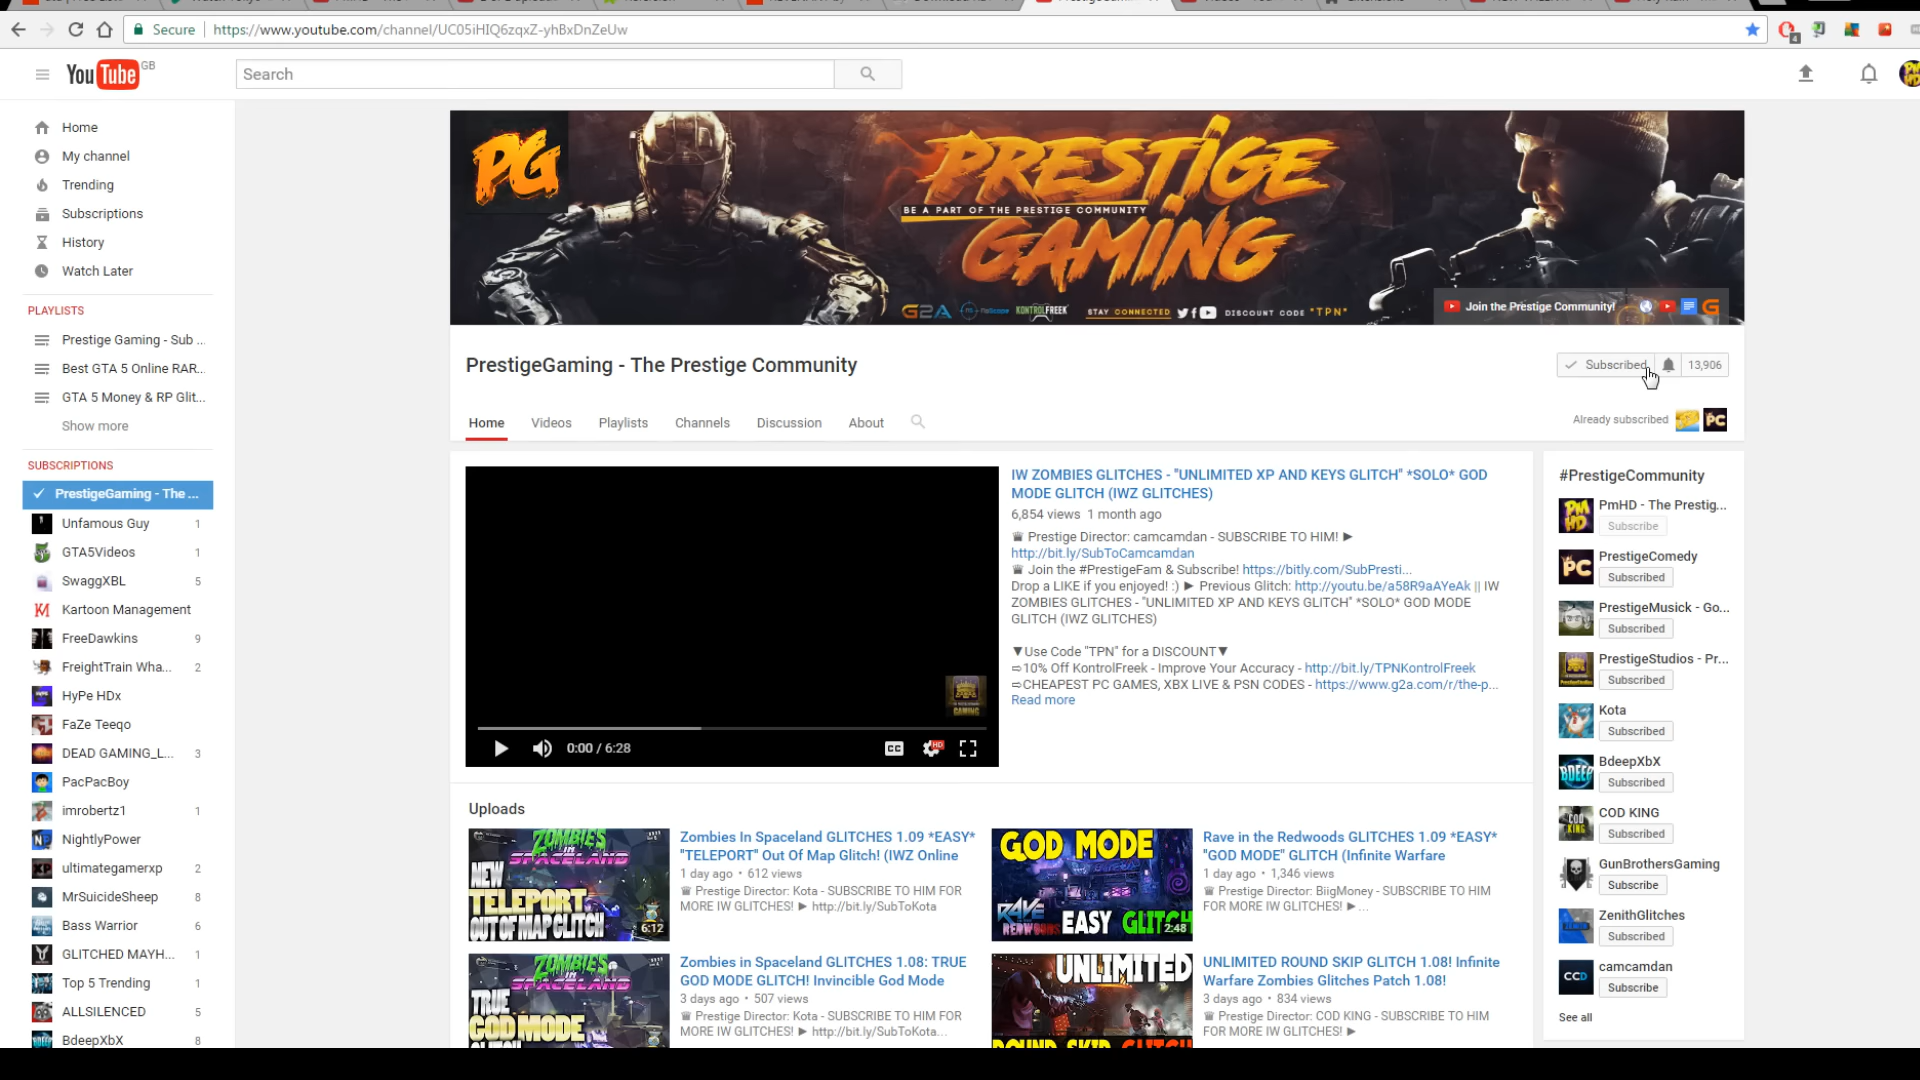 Secure
https://www.youtube.com/channel/UC05iHIQ6zqxZ-yhBxDnZeUw
YouTube GB
Search
Home
My channel
Trending
Subscriptions
History
Watch Later
PLAYLISTS
Prestige Gaming - Sub ...
Best GTA 5 Online RAR...
GTA 5 Money & RP Glit...
Show more
SUBSCRIPTIONS
PrestigeGaming - The ...
Unfamous Guy 1
GTA5Videos 1
SwaggXBL 5
Kartoon Management
FreeDawkins 9
FreightTrain Wha... 2
HyPe HDx
FaZe Teeqo
DEAD GAMING_L... 3
PacPacBoy
imrobertz1 1
NightlyPower
ultimategamerxp 2
MrSuicideSheep 8
Bass Warrior 6
GLITCHED MAYH... 1
Top 5 Trending 1
ALLSILENCED 5
BdeepXbX 8
PG
PRESTIGE
BE A PART OF THE PRESTIGE COMMUNITY
GAMING
G2A
KONTROLFREEK
STAY CONNECTED
DISCOUNT CODE "TPN"
Join the Prestige Community!
PrestigeGaming - The Prestige Community
Subscribed 13,906
Home Videos Playlists Channels Discussion About
Already subscribed
PC
0:00 / 6:28
CC
HD
IW ZOMBIES GLITCHES - "UNLIMITED XP AND KEYS GLITCH" *SOLO* GOD
MODE GLITCH (IWZ GLITCHES)
6,854 views 1 month ago
♛ Prestige Director: camcamdan - SUBSCRIBE TO HIM! ►
http://bit.ly/SubToCamcamdan
♛ Join the #PrestigeFam & Subscribe! https://bitly.com/SubPresti...
Drop a LIKE if you enjoyed! :) ► Previous Glitch: http://youtu.be/a58R9aAYeAk || IW
ZOMBIES GLITCHES - "UNLIMITED XP AND KEYS GLITCH" *SOLO* GOD MODE
GLITCH (IWZ GLITCHES)
▼Use Code "TPN" for a DISCOUNT▼
⇨10% Off KontrolFreek - Improve Your Accuracy - http://bit.ly/TPNKontrolFreek
⇨CHEAPEST PC GAMES, XBX LIVE & PSN CODES - https://www.g2a.com/r/the-p...
Read more
Uploads
ZOMBIES
IN
SPACELAND
NEW
TELEPORT
OUT OF MAP GLITCH
6:12
Zombies In Spaceland GLITCHES 1.09 *EASY*
"TELEPORT" Out Of Map Glitch! (IWZ Online
1 day ago • 612 views
♛ Prestige Director: Kota - SUBSCRIBE TO HIM FOR
MORE IW GLITCHES! ► http://bit.ly/SubToKota
GOD MODE
RAVE
REDWOODS
EASY GLITCH
2:48
Rave in the Redwoods GLITCHES 1.09 *EASY*
"GOD MODE" GLITCH (Infinite Warfare
1 day ago • 1,346 views
♛ Prestige Director: BiigMoney - SUBSCRIBE TO HIM
FOR MORE IW GLITCHES! ►...
ZOMBIES
IN
SPACELAND
TRUE
GOD MODE
Zombies in Spaceland GLITCHES 1.08: TRUE
GOD MODE GLITCH! Invincible God Mode
3 days ago • 507 views
♛ Prestige Director: Kota - SUBSCRIBE TO HIM FOR
MORE IW GLITCHES! ► http://bit.ly/SubToKota...
UNLIMITED
ROUND SKIP GLITCH
UNLIMITED ROUND SKIP GLITCH 1.08! Infinite
Warfare Zombies Glitches Patch 1.08!
3 days ago • 834 views
♛ Prestige Director: COD KING - SUBSCRIBE TO HIM
FOR MORE IW GLITCHES! ►
#PrestigeCommunity
PmHD - The Prestig...
Subscribe
PrestigeComedy
Subscribed
PrestigeMusick - Go...
Subscribed
PrestigeStudios - Pr...
Subscribed
Kota
Subscribed
BdeepXbX
Subscribed
COD KING
Subscribed
GunBrothersGaming
Subscribe
ZenithGlitches
Subscribed
camcamdan
Subscribe
See all